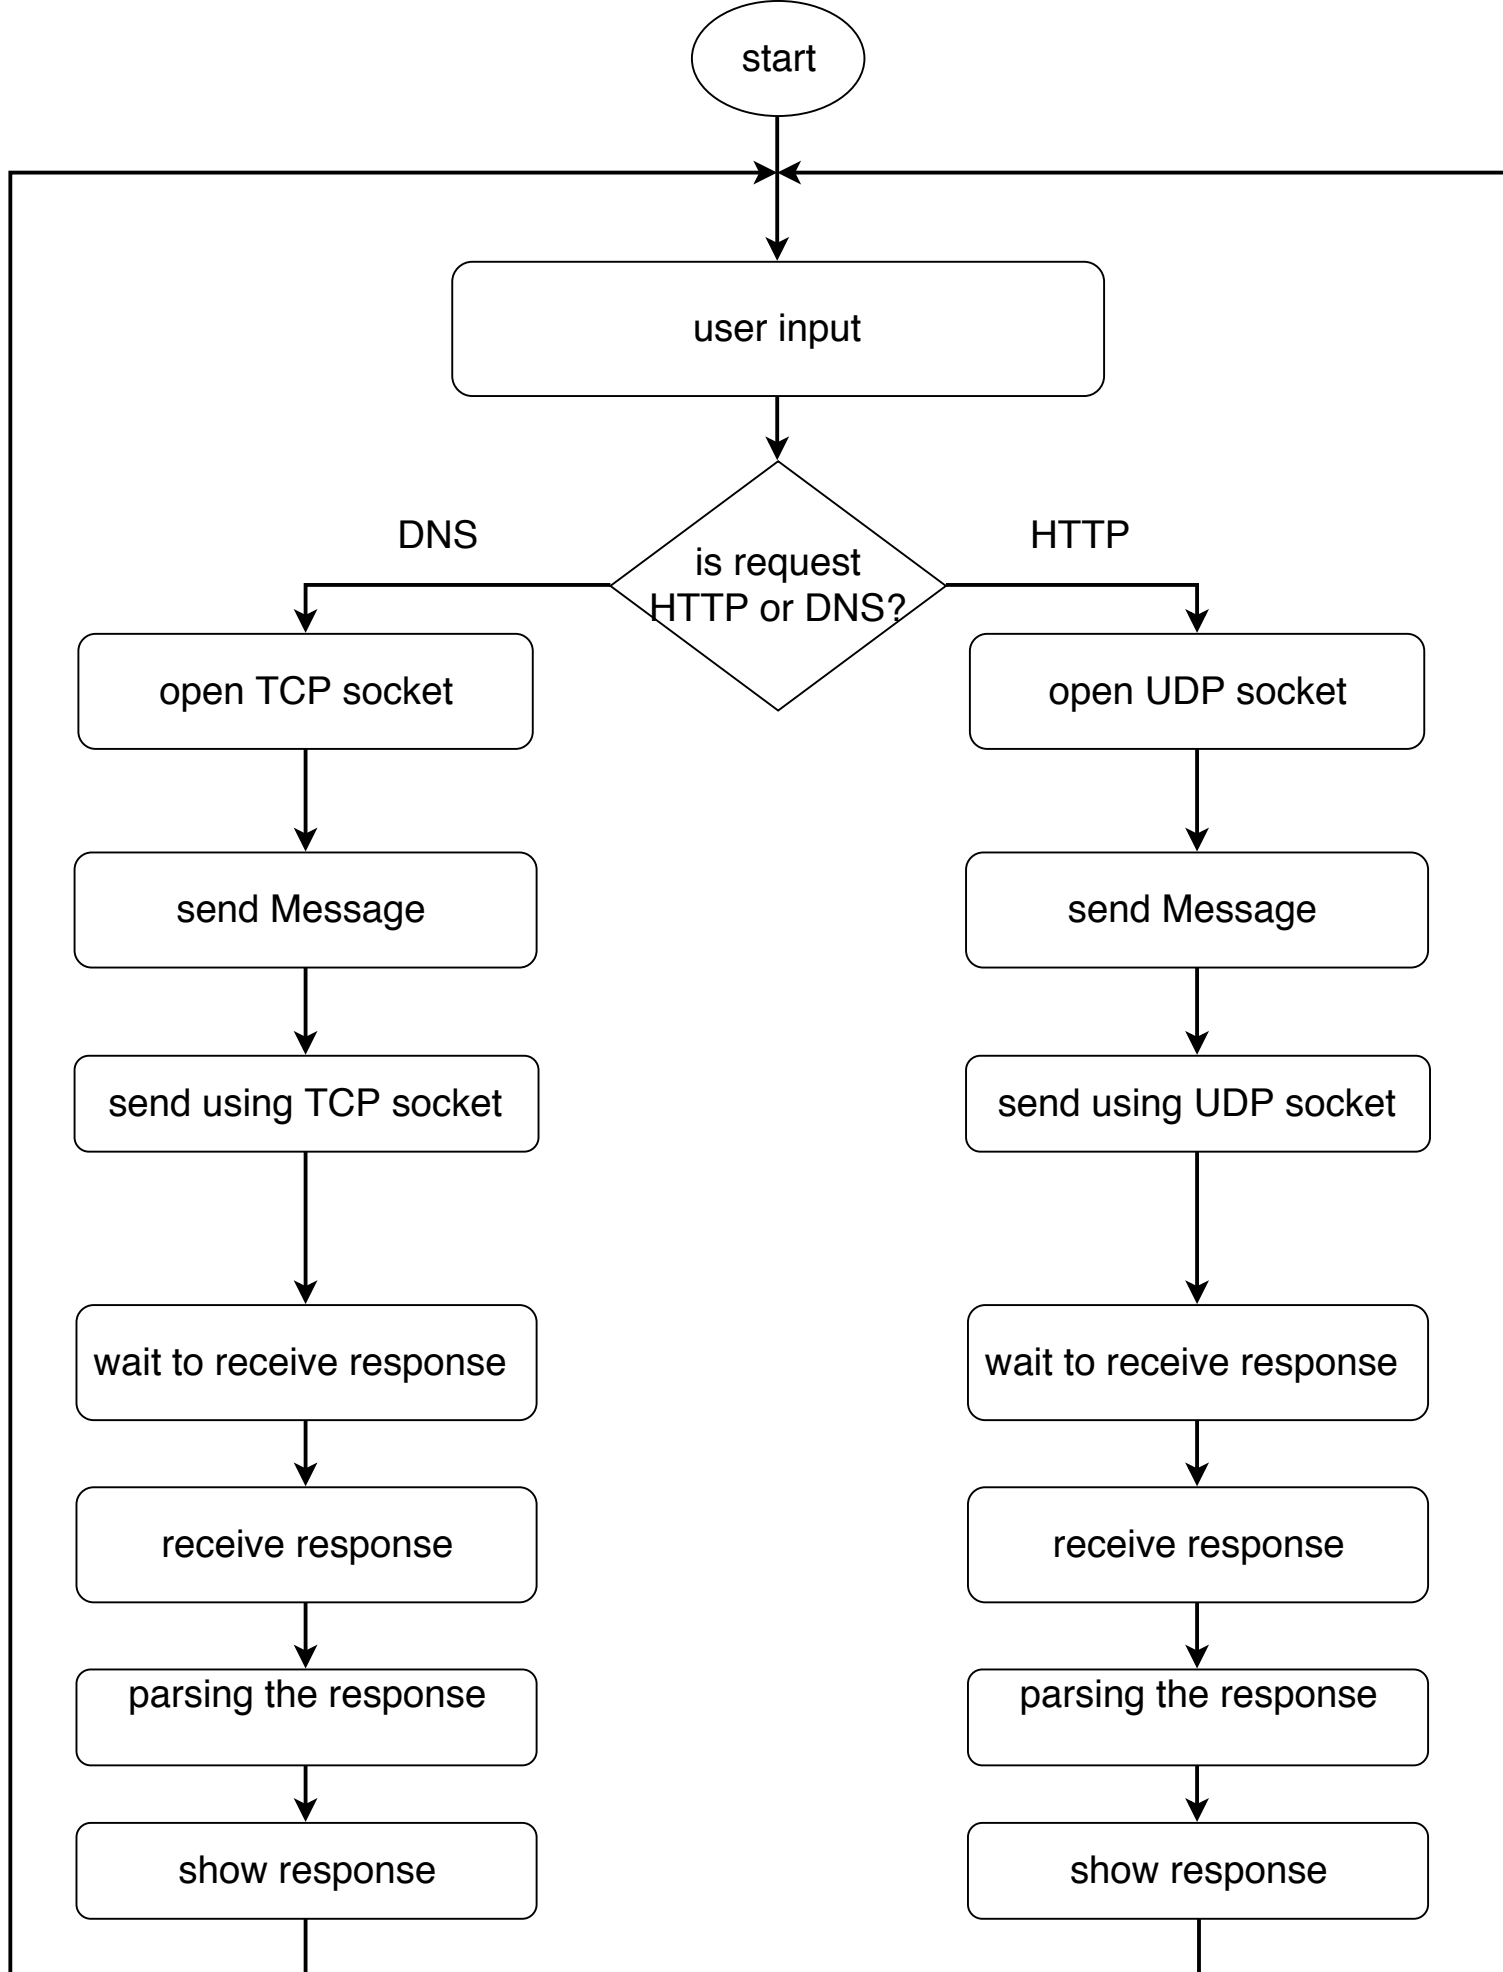 start
user input
DNS
HTTP
is request
HTTP or DNS?
open TCP socket
open UDP socket
send Message
send Message
send using TCP socket
send using UDP socket
wait to receive response
wait to receive response
receive response
receive response
parsing the response
parsing the response
show response
show response